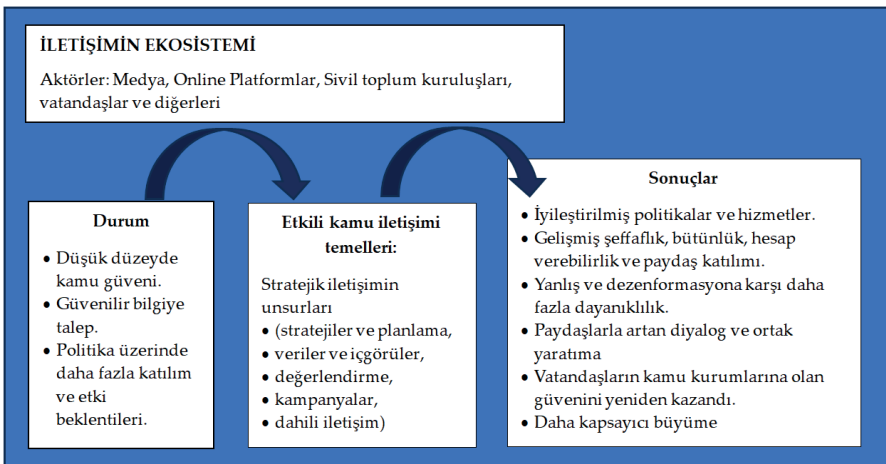 İLETİŞİMİN EKOSİSTEMİ
Aktörler: Medya, Online Platformlar, Sivil toplum kuruluşları,
vatandaşlar ve diğerleri
Durum
• Düşük düzeyde
kamu güveni.
• Güvenilir bilgiye
talep.
• Politika üzerinde
daha fazla katılım
ve etki
beklentileri.
Etkili kamu iletişimi
temelleri:
Stratejik iletişimin
unsurları
• (stratejiler ve planlama,
• veriler ve içgörüler,
• değerlendirme,
• kampanyalar,
• dahili iletişim)
Sonuçlar
• İyileştirilmiş politikalar ve hizmetler.
• Gelişmiş şeffaflık, bütünlük, hesap
verebilirlik ve paydaş katılımı.
• Yanlış ve dezenformasyona karşı daha
fazla dayanıklılık.
• Paydaşlarla artan diyalog ve ortak
yaratıma
• Vatandaşların kamu kurumlarına olan
güvenini yeniden kazandı.
• Daha kapsayıcı büyüme